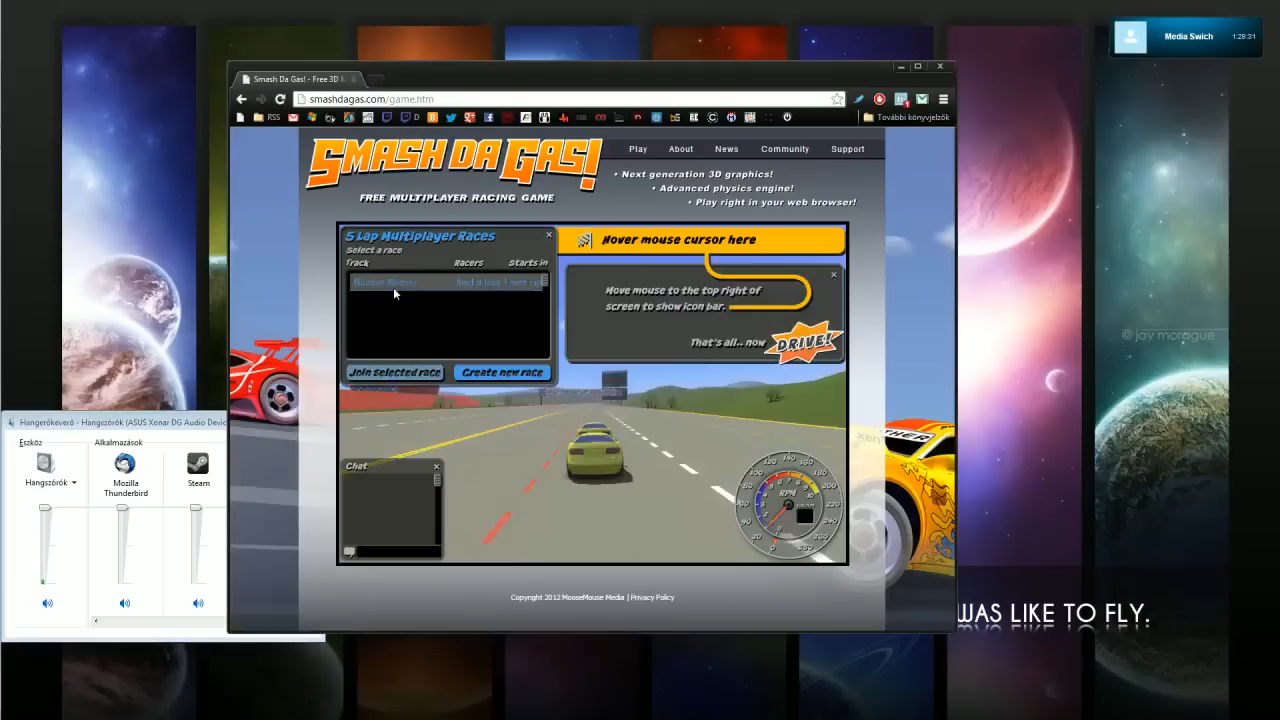 Media Swich
1:28:31
Smash Da Gas! - Free 3D
smashdagas.com/game.htm
RSS
D
További könyvjelzők
SMASH DA GAS!
FREE MULTIPLAYER RACING GAME
Play
About
News
Community
Support
• Next generation 3D graphics!
• Advanced physics engine!
• Play right in your web browser!
5 Lap Multiplayer Races
Select a race
Track
Racers
Starts in
Need at least 1 more
Join selected race
Create new race
Hover mouse cursor here
Move mouse to the top right of
screen to show icon bar.
That's all.. now
DRIVE!
© jay moraque
Chat
RPM
Copyright 2012 MooseMouse Media | Privacy Policy
Hangerőkeverő - Hangszórók (ASUS Xonar DG Audio Devic
Eszköz
Alkalmazások
Hangszórók
Mozilla
Thunderbird
Steam
WAS LIKE TO FLY.